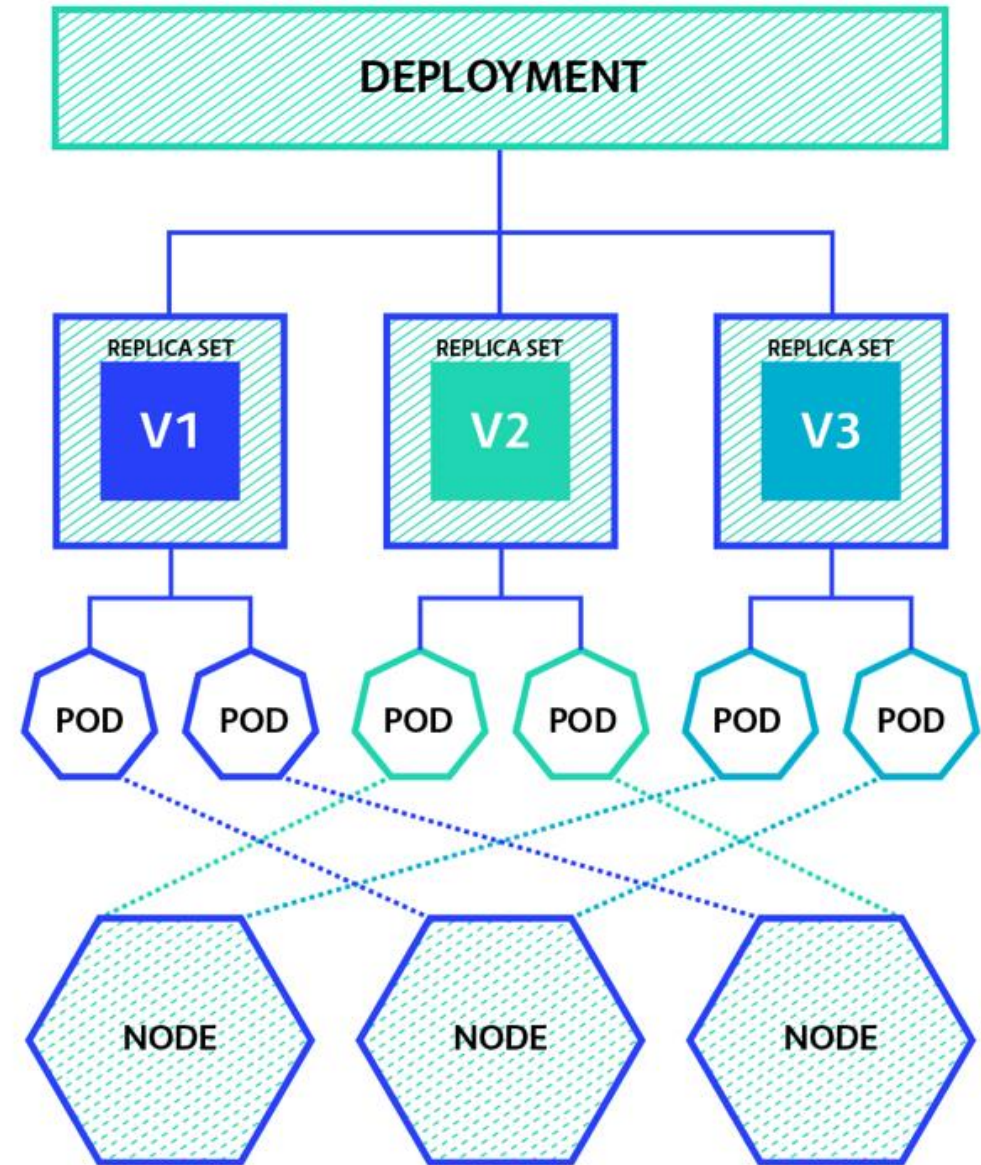 DEPLOYMENT
REPLICA SET
V1
REPLICA SET
V2
REPLICA SET
V3
POD
POD
POD
POD
POD
POD
NODE
NODE
NODE